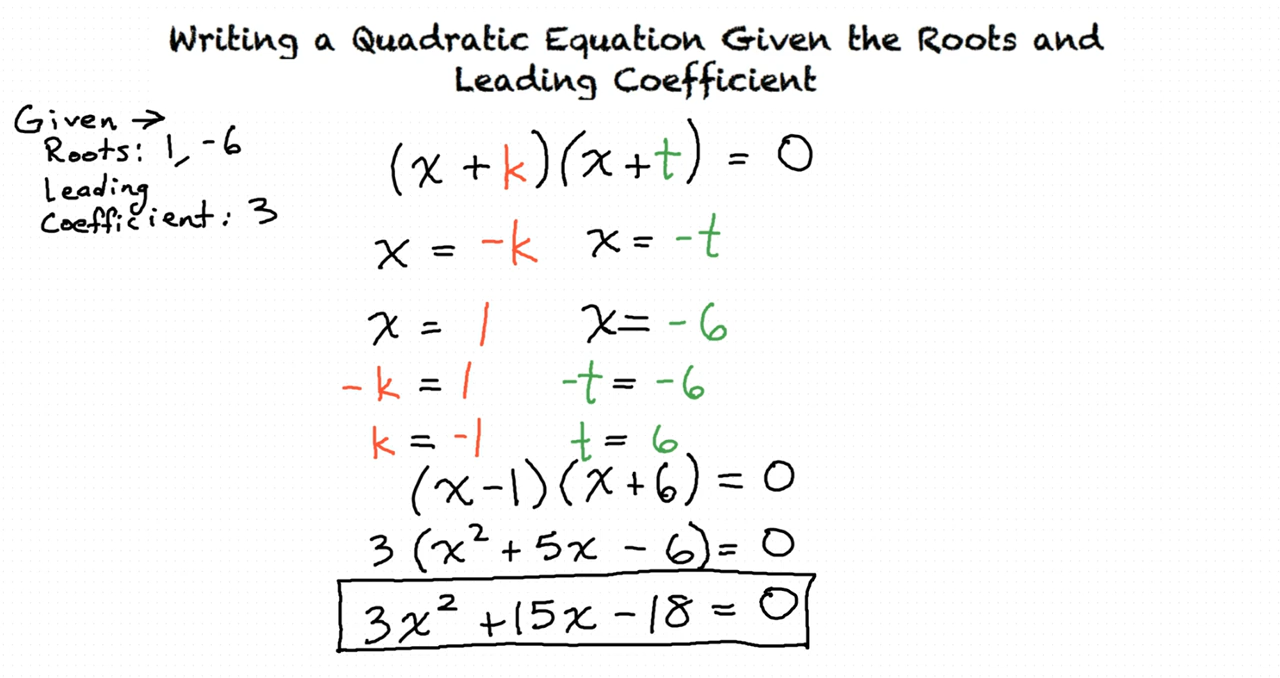 Writing a Quadratic Equation Given the Roots and
Leading Coefficient
Given →
Roots: 1, -6
Leading
Coefficient: 3
(x + k)(x + t) = 0
x = -k x = -t
x = 1 x = -6
-k = 1 -t = -6
k = -1 t = 6
(x - 1)(x + 6) = 0
3 (x² + 5x - 6) = 0
3x² + 15x - 18 = 0